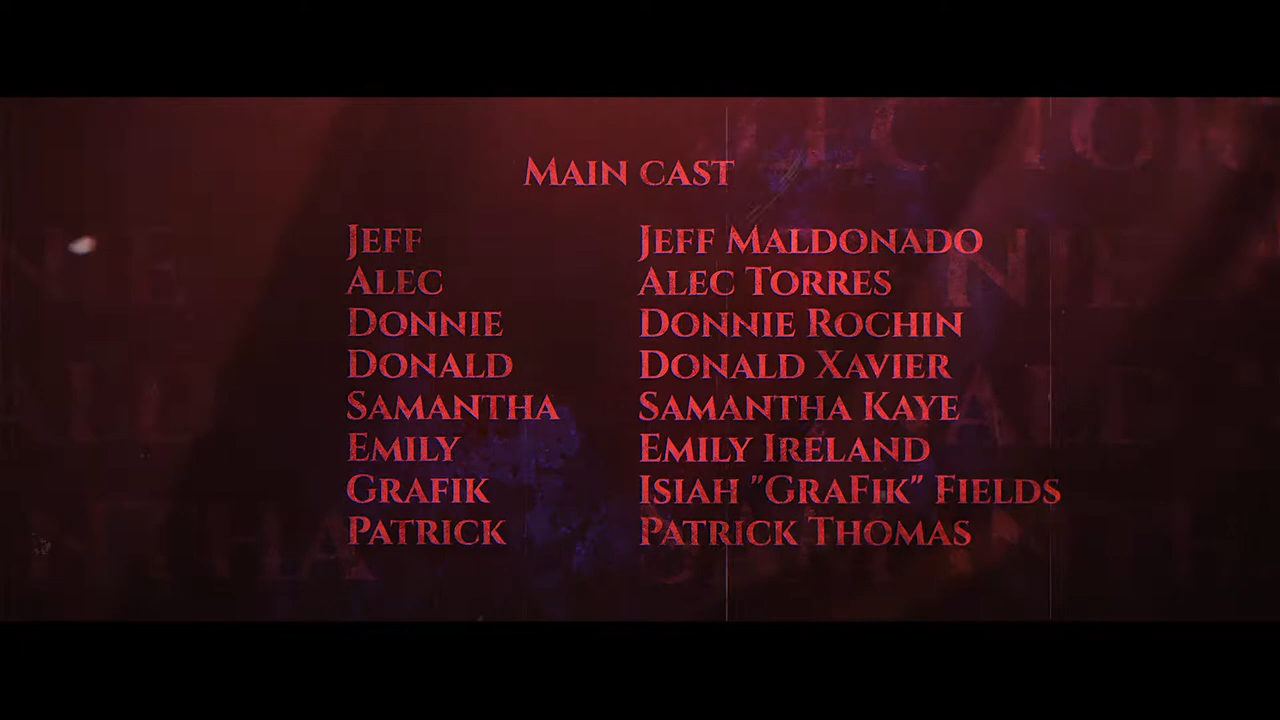 Main cast
Jeff Jeff Maldonado
Alec Alec Torres
Donnie Donnie Rochin
Donald Donald Xavier
Samantha Samantha Kaye
Emily Emily Ireland
Grafik Isiah "GraFik" Fields
Patrick Patrick Thomas